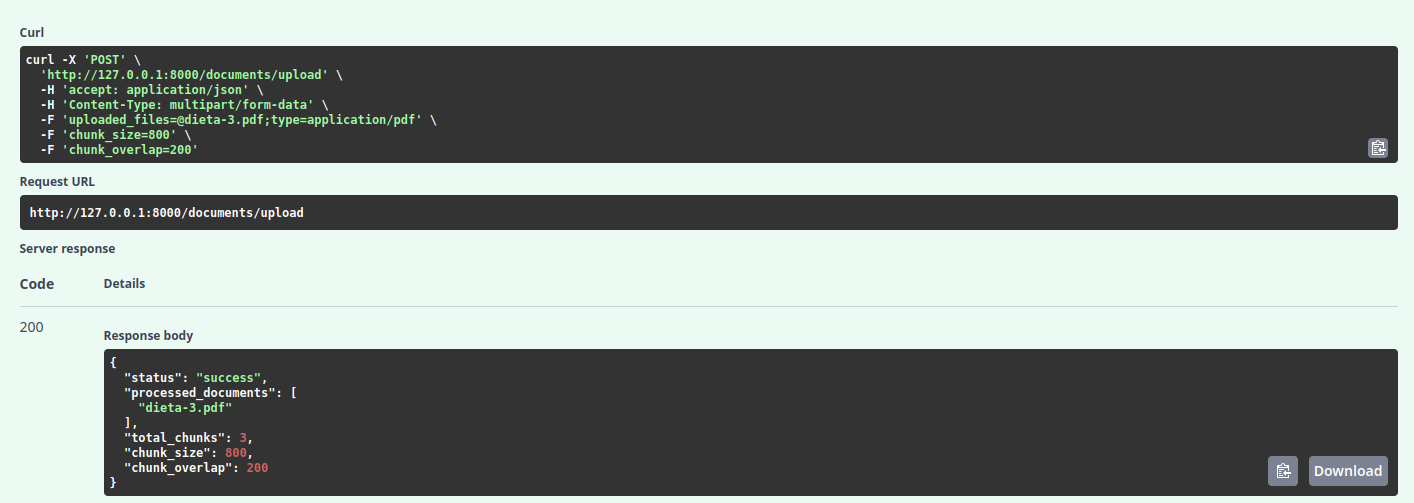 Curl
curl -X 'POST' \
  'http://127.0.0.1:8000/documents/upload' \
  -H 'accept: application/json' \
  -H 'Content-Type: multipart/form-data' \
  -F 'uploaded_files=@dieta-3.pdf;type=application/pdf' \
  -F 'chunk_size=800' \
  -F 'chunk_overlap=200'
Request URL
http://127.0.0.1:8000/documents/upload
Server response
Code Details
200
Response body
{
  "status": "success",
  "processed_documents": [
    "dieta-3.pdf"
  ],
  "total_chunks": 3,
  "chunk_size": 800,
  "chunk_overlap": 200
}
Download